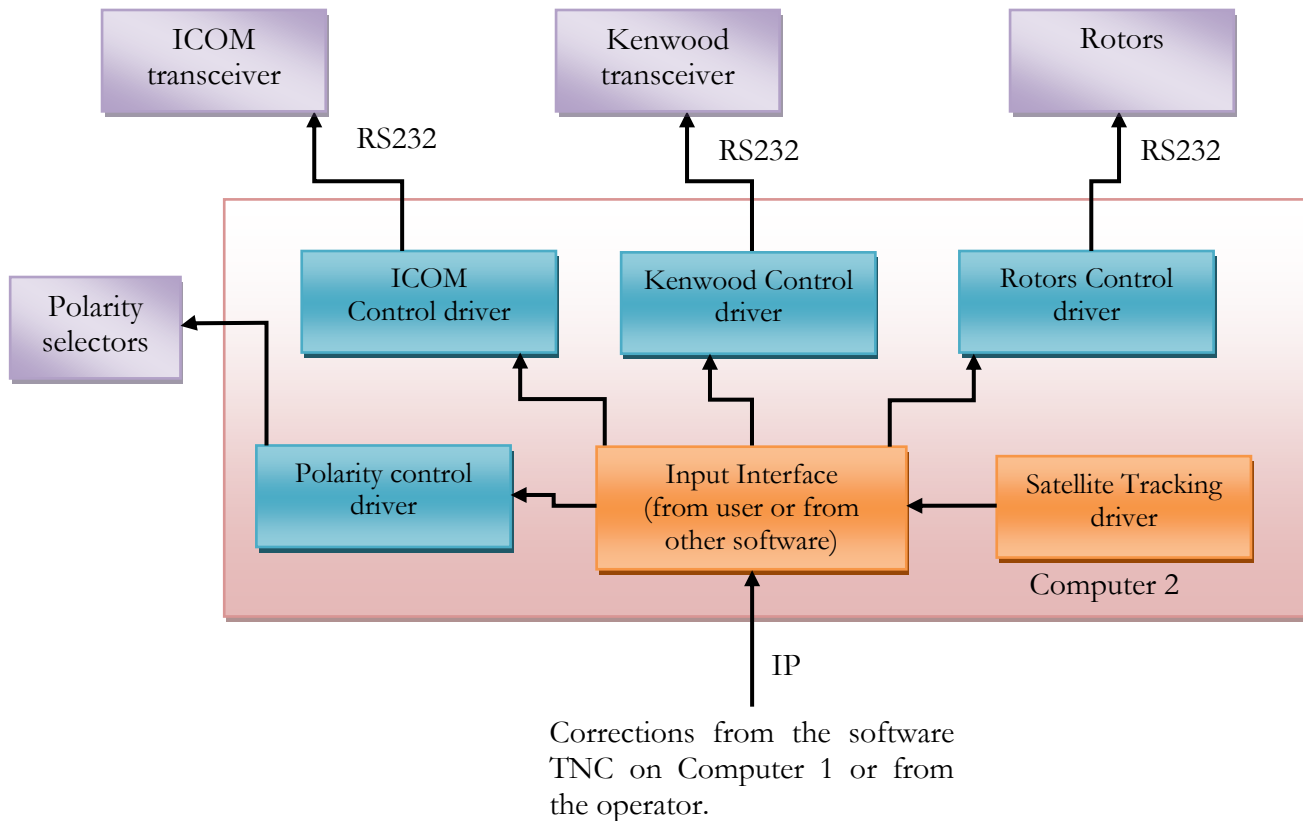 ICOM
transceiver
Kenwood
transceiver
Rotors
RS232
RS232
RS232
Polarity
selectors
ICOM
Control driver
Kenwood Control
driver
Rotors Control
driver
Polarity control
driver
Input Interface
(from user or from
other software)
Satellite Tracking
driver
Computer 2
IP
Corrections from the software
TNC on Computer 1 or from
the operator.